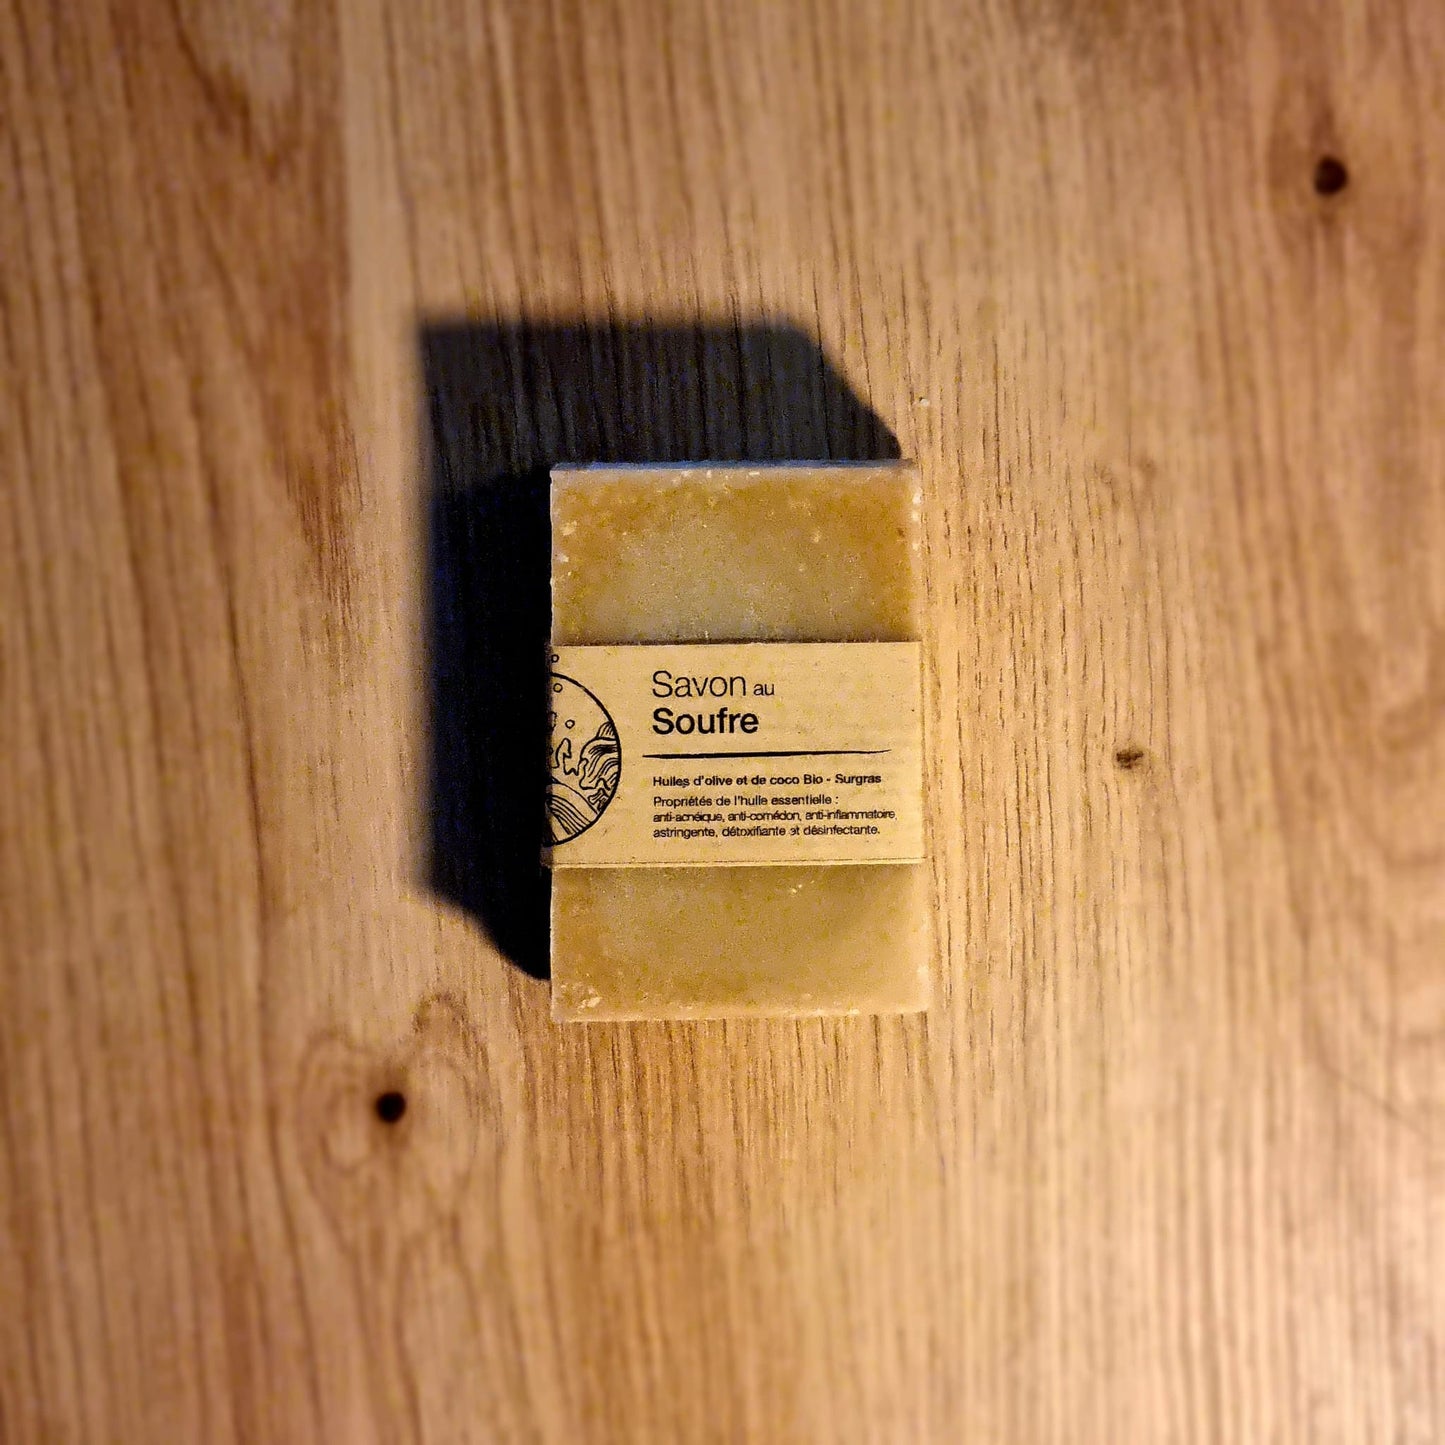 Savon au
Soufre
Huiles d'olive et de coco Bio - Surgras
Propriétés de l'huile essentielle :
anti-acnéique, anti-comédon, anti-inflammatoire,
astringente, détoxifiante et désinfectante.